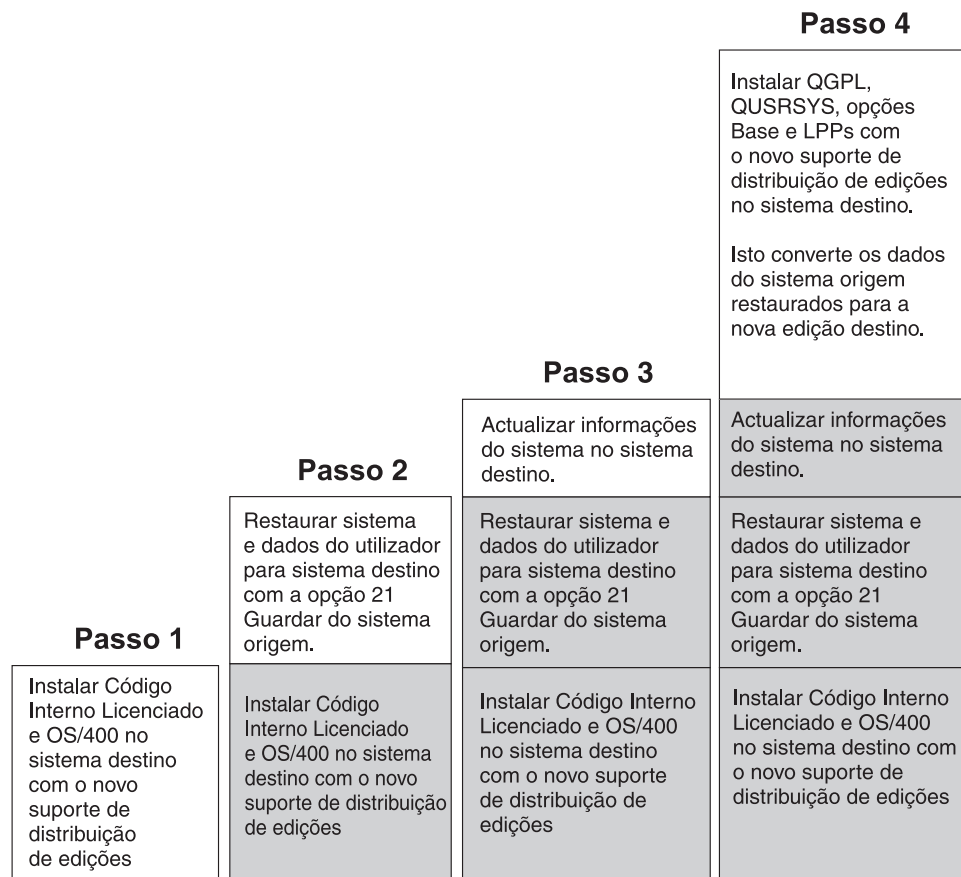 Passo 1
Instalar Código
Interno Licenciado
e OS/400 no
sistema destino
com o novo
suporte de
distribuição
de edições
Passo 2
Restaurar sistema
e dados do utilizador
para sistema destino
com a opção 21
Guardar do sistema
origem.
Instalar Código
Interno Licenciado
e OS/400 no sistema
destino com o novo
suporte de distribuição
de edições
Passo 3
Actualizar informações
do sistema no sistema
destino.
Restaurar sistema e
dados do utilizador
para sistema destino
com a opção 21
Guardar do sistema
origem.
Instalar Código Interno
Licenciado e OS/400
no sistema destino
com o novo suporte
de distribuição de
edições
Passo 4
Instalar QGPL,
QUSRSYS, opções
Base e LPPs com
o novo suporte de
distribuição de edições
no sistema destino.
Isto converte os dados
do sistema origem
restaurados para a
nova edição destino.
Actualizar informações
do sistema no sistema
destino.
Restaurar sistema e
dados do utilizador
para sistema destino
com a opção 21
Guardar do sistema
origem.
Instalar Código Interno
Licenciado e OS/400
no sistema destino com
o novo suporte de
distribuição de edições